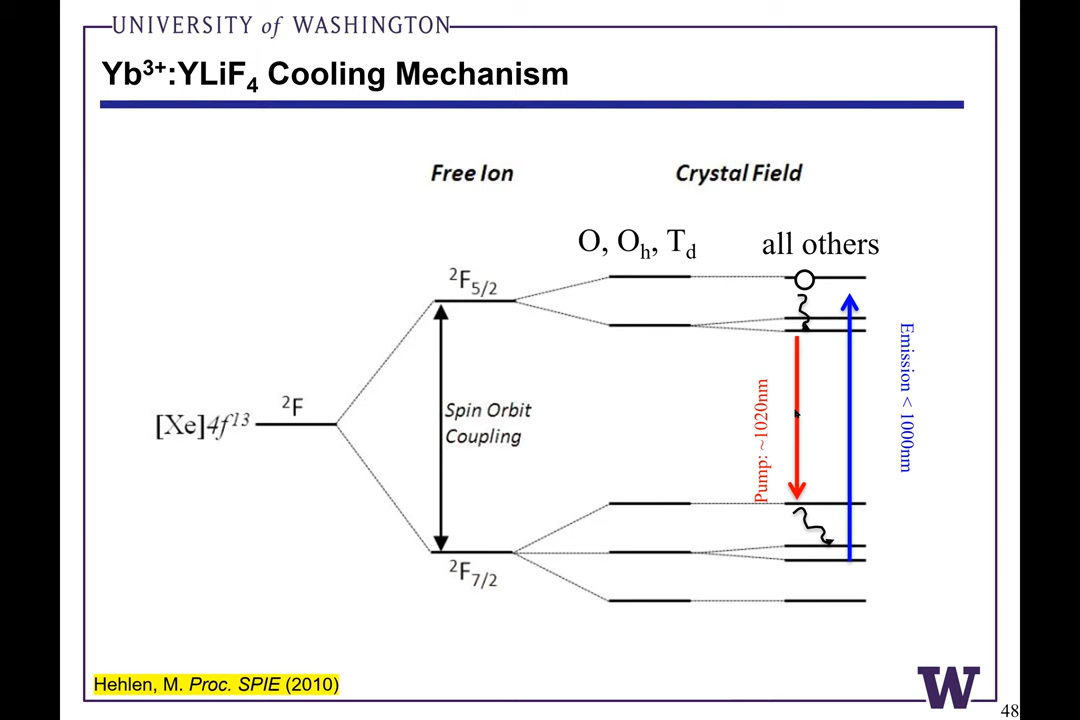 UNIVERSITY of WASHINGTON
Yb³⁺:YLiF₄ Cooling Mechanism
Free Ion
Crystal Field
O, Oₕ, T_d
all others
²F₅/₂
²F
[Xe]4f¹³
Spin Orbit
Coupling
Pump: ~1020nm
Emission < 1000nm
²F₇/₂
Hehlen, M. Proc. SPIE (2010)
W
48